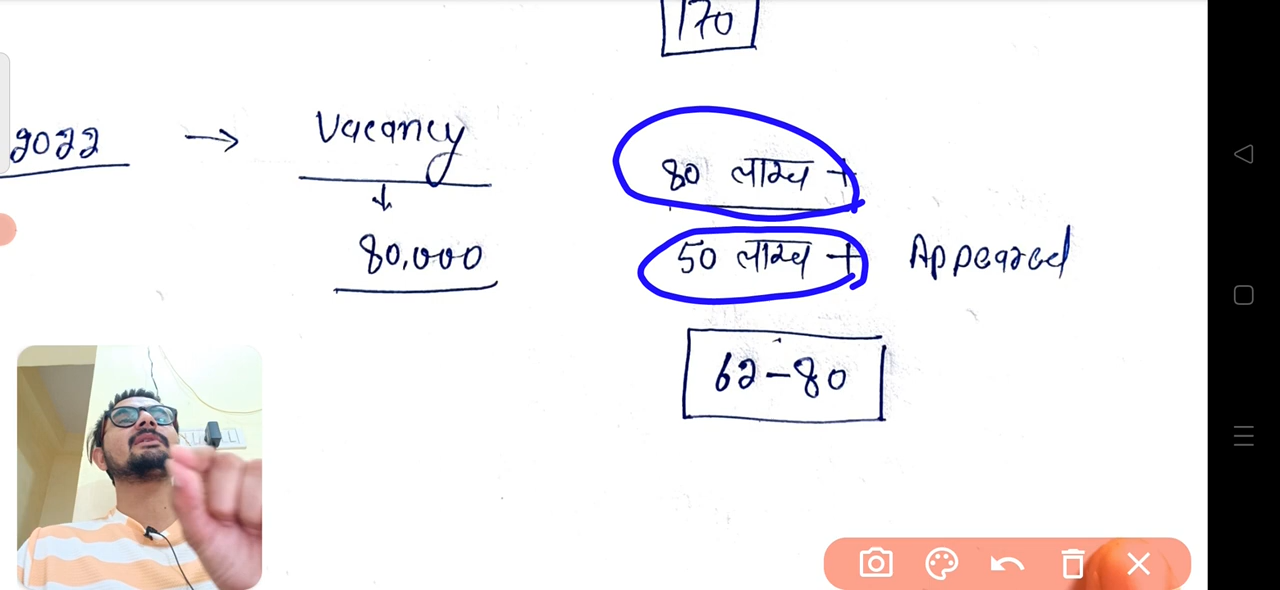 170
2022 → Vacancy
80 लाख +
80,000
50 लाख + Appeared
62-80